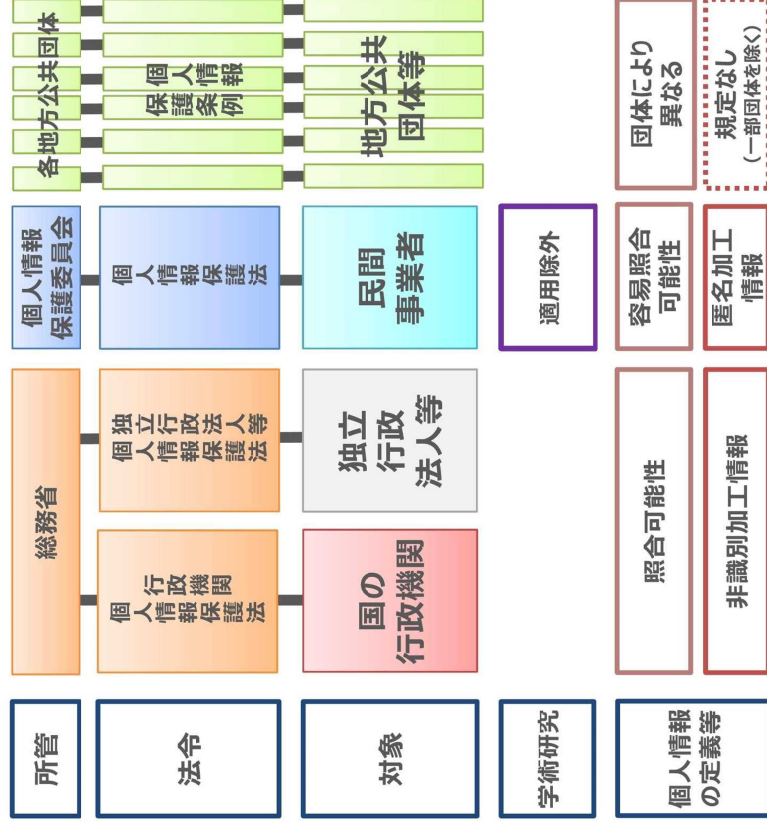 所管
総務省
個人情報
保護委員会
各地方公共団体
法令
行政機関
個人情報保護法
独立行政法人等
個人情報保護法
個人情報保護法
個人情報
保護条例
対象
国の
行政機関
独立
行政
法人等
民間
事業者
地方公共
団体等
学術研究
適用除外
個人情報
の定義等
照合可能性
容易照合
可能性
団体により
異なる
非識別加工情報
匿名加工
情報
規定なし
（一部団体を除く）